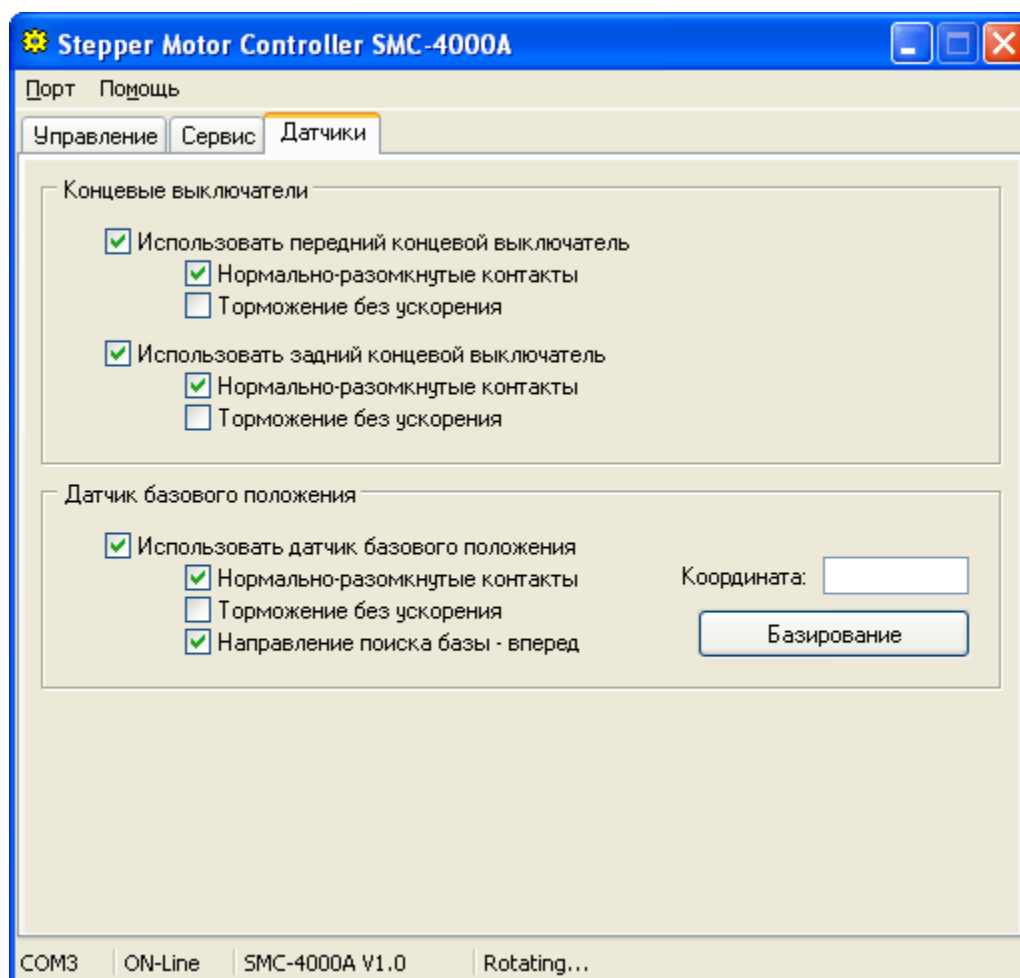 Stepper Motor Controller SMC-4000A
Порт Помощь
Управление Сервис Датчики
Концевые выключатели
Использовать передний концевой выключатель
Нормально-разомкнутые контакты
Торможение без ускорения
Использовать задний концевой выключатель
Нормально-разомкнутые контакты
Торможение без ускорения
Датчик базового положения
Использовать датчик базового положения
Нормально-разомкнутые контакты
Координата:
Торможение без ускорения
Направление поиска базы - вперед
Базирование
COM3 ON-Line SMC-4000A V1.0 Rotating...